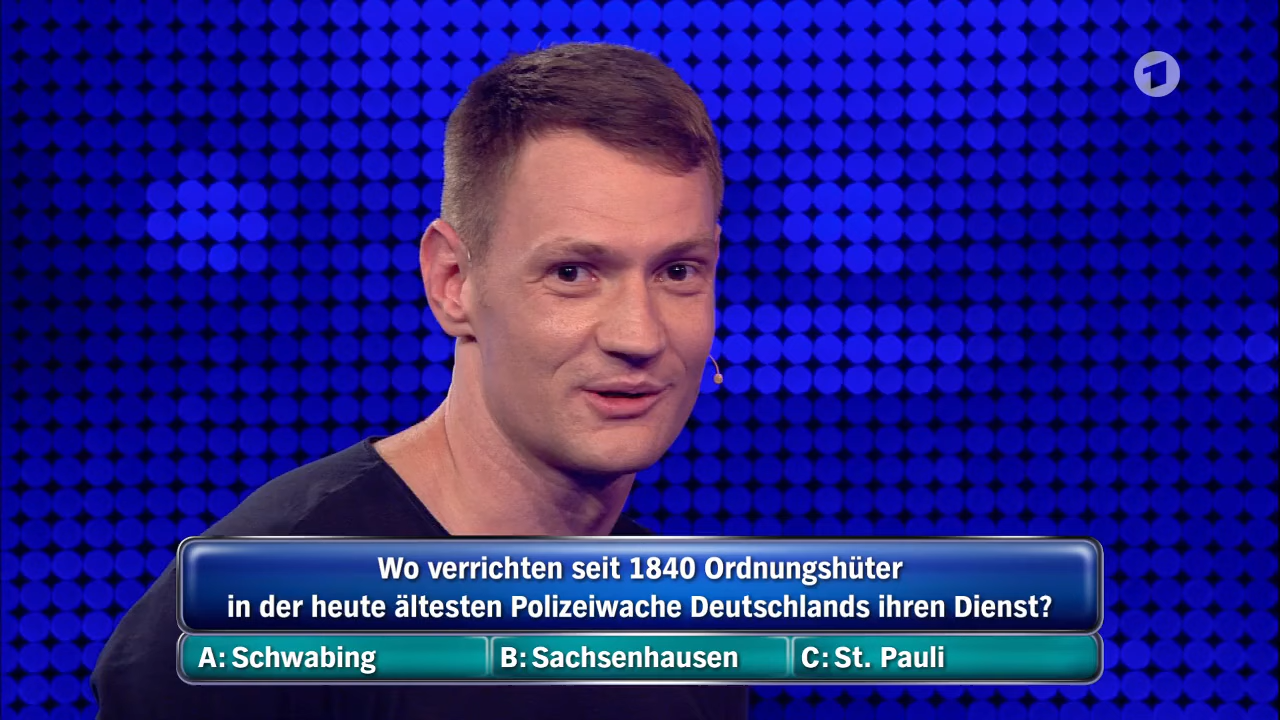 Wo verrichten seit 1840 Ordnungshüter
in der heute ältesten Polizeiwache Deutschlands ihren Dienst?
A: Schwabing B: Sachsenhausen C: St. Pauli
1